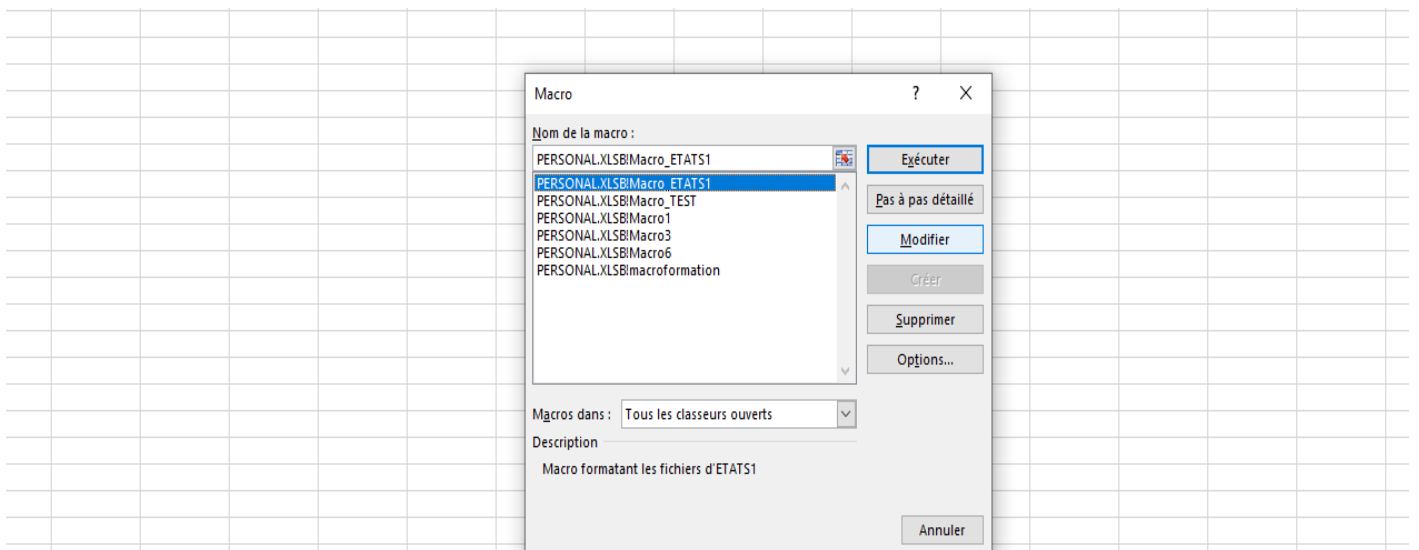 Macro ? X
Nom de la macro :
PERSONAL.XLSB!Macro_ETATS1
Exécuter
PERSONAL.XLSB!Macro_ETATS1
PERSONAL.XLSB!Macro_TEST
PERSONAL.XLSB!Macro1
PERSONAL.XLSB!Macro3
PERSONAL.XLSB!Macro6
PERSONAL.XLSB!macroformation
Pas à pas détaillé
Modifier
Créer
Supprimer
Options...
Macros dans : Tous les classeurs ouverts
Description
Macro formatant les fichiers d'ETATS1
Annuler